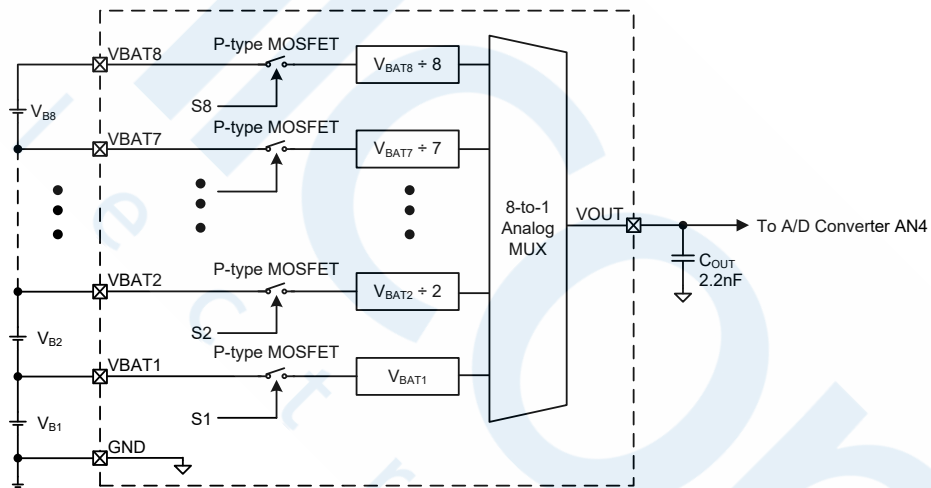 VBAT8
P-type MOSFET
VBAT8 ÷ 8
S8
VB8
VBAT7
P-type MOSFET
VBAT7 ÷ 7
8-to-1
Analog
MUX
VOUT
To A/D Converter AN4
COUT
2.2nF
VBAT2
P-type MOSFET
VBAT2 ÷ 2
S2
VB2
VBAT1
P-type MOSFET
VBAT1
S1
VB1
GND